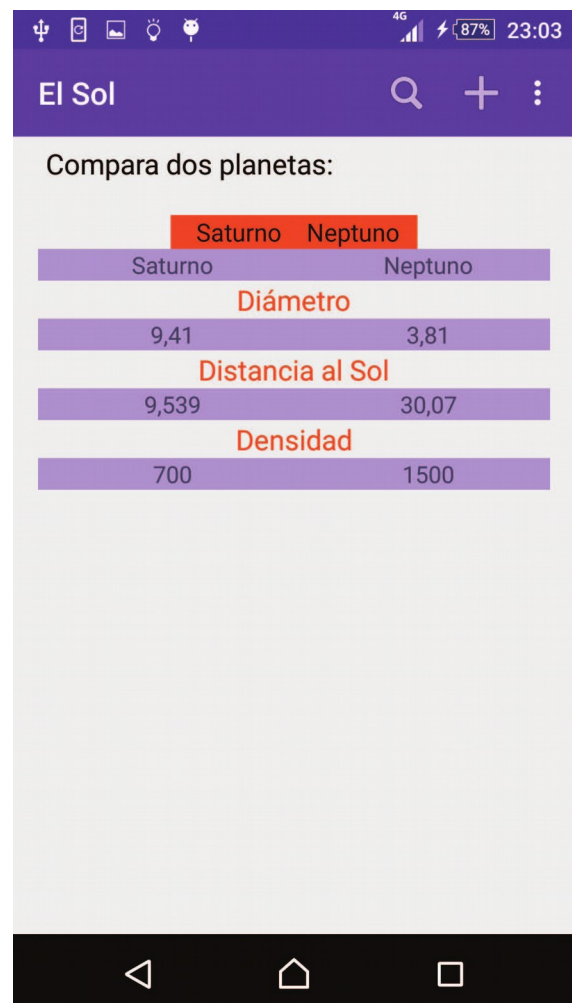 4G
87% 23:03
El Sol
Compara dos planetas:
Saturno Neptuno
Saturno Neptuno
Diámetro
9,41 3,81
Distancia al Sol
9,539 30,07
Densidad
700 1500